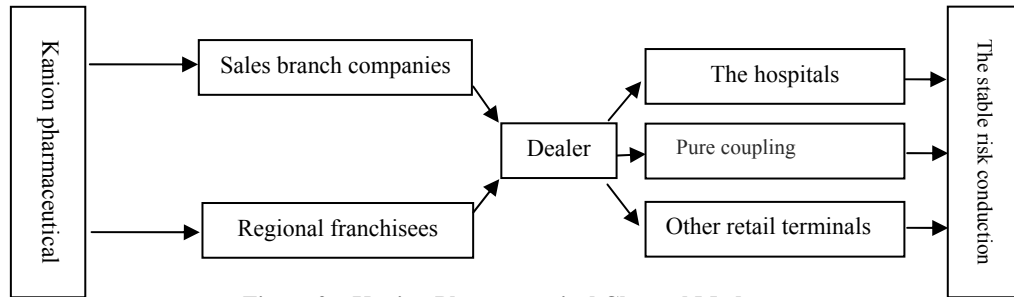 Kanion pharmaceutical
Sales branch companies
Regional franchisees
Dealer
The hospitals
Pure coupling
Other retail terminals
The stable risk conduction